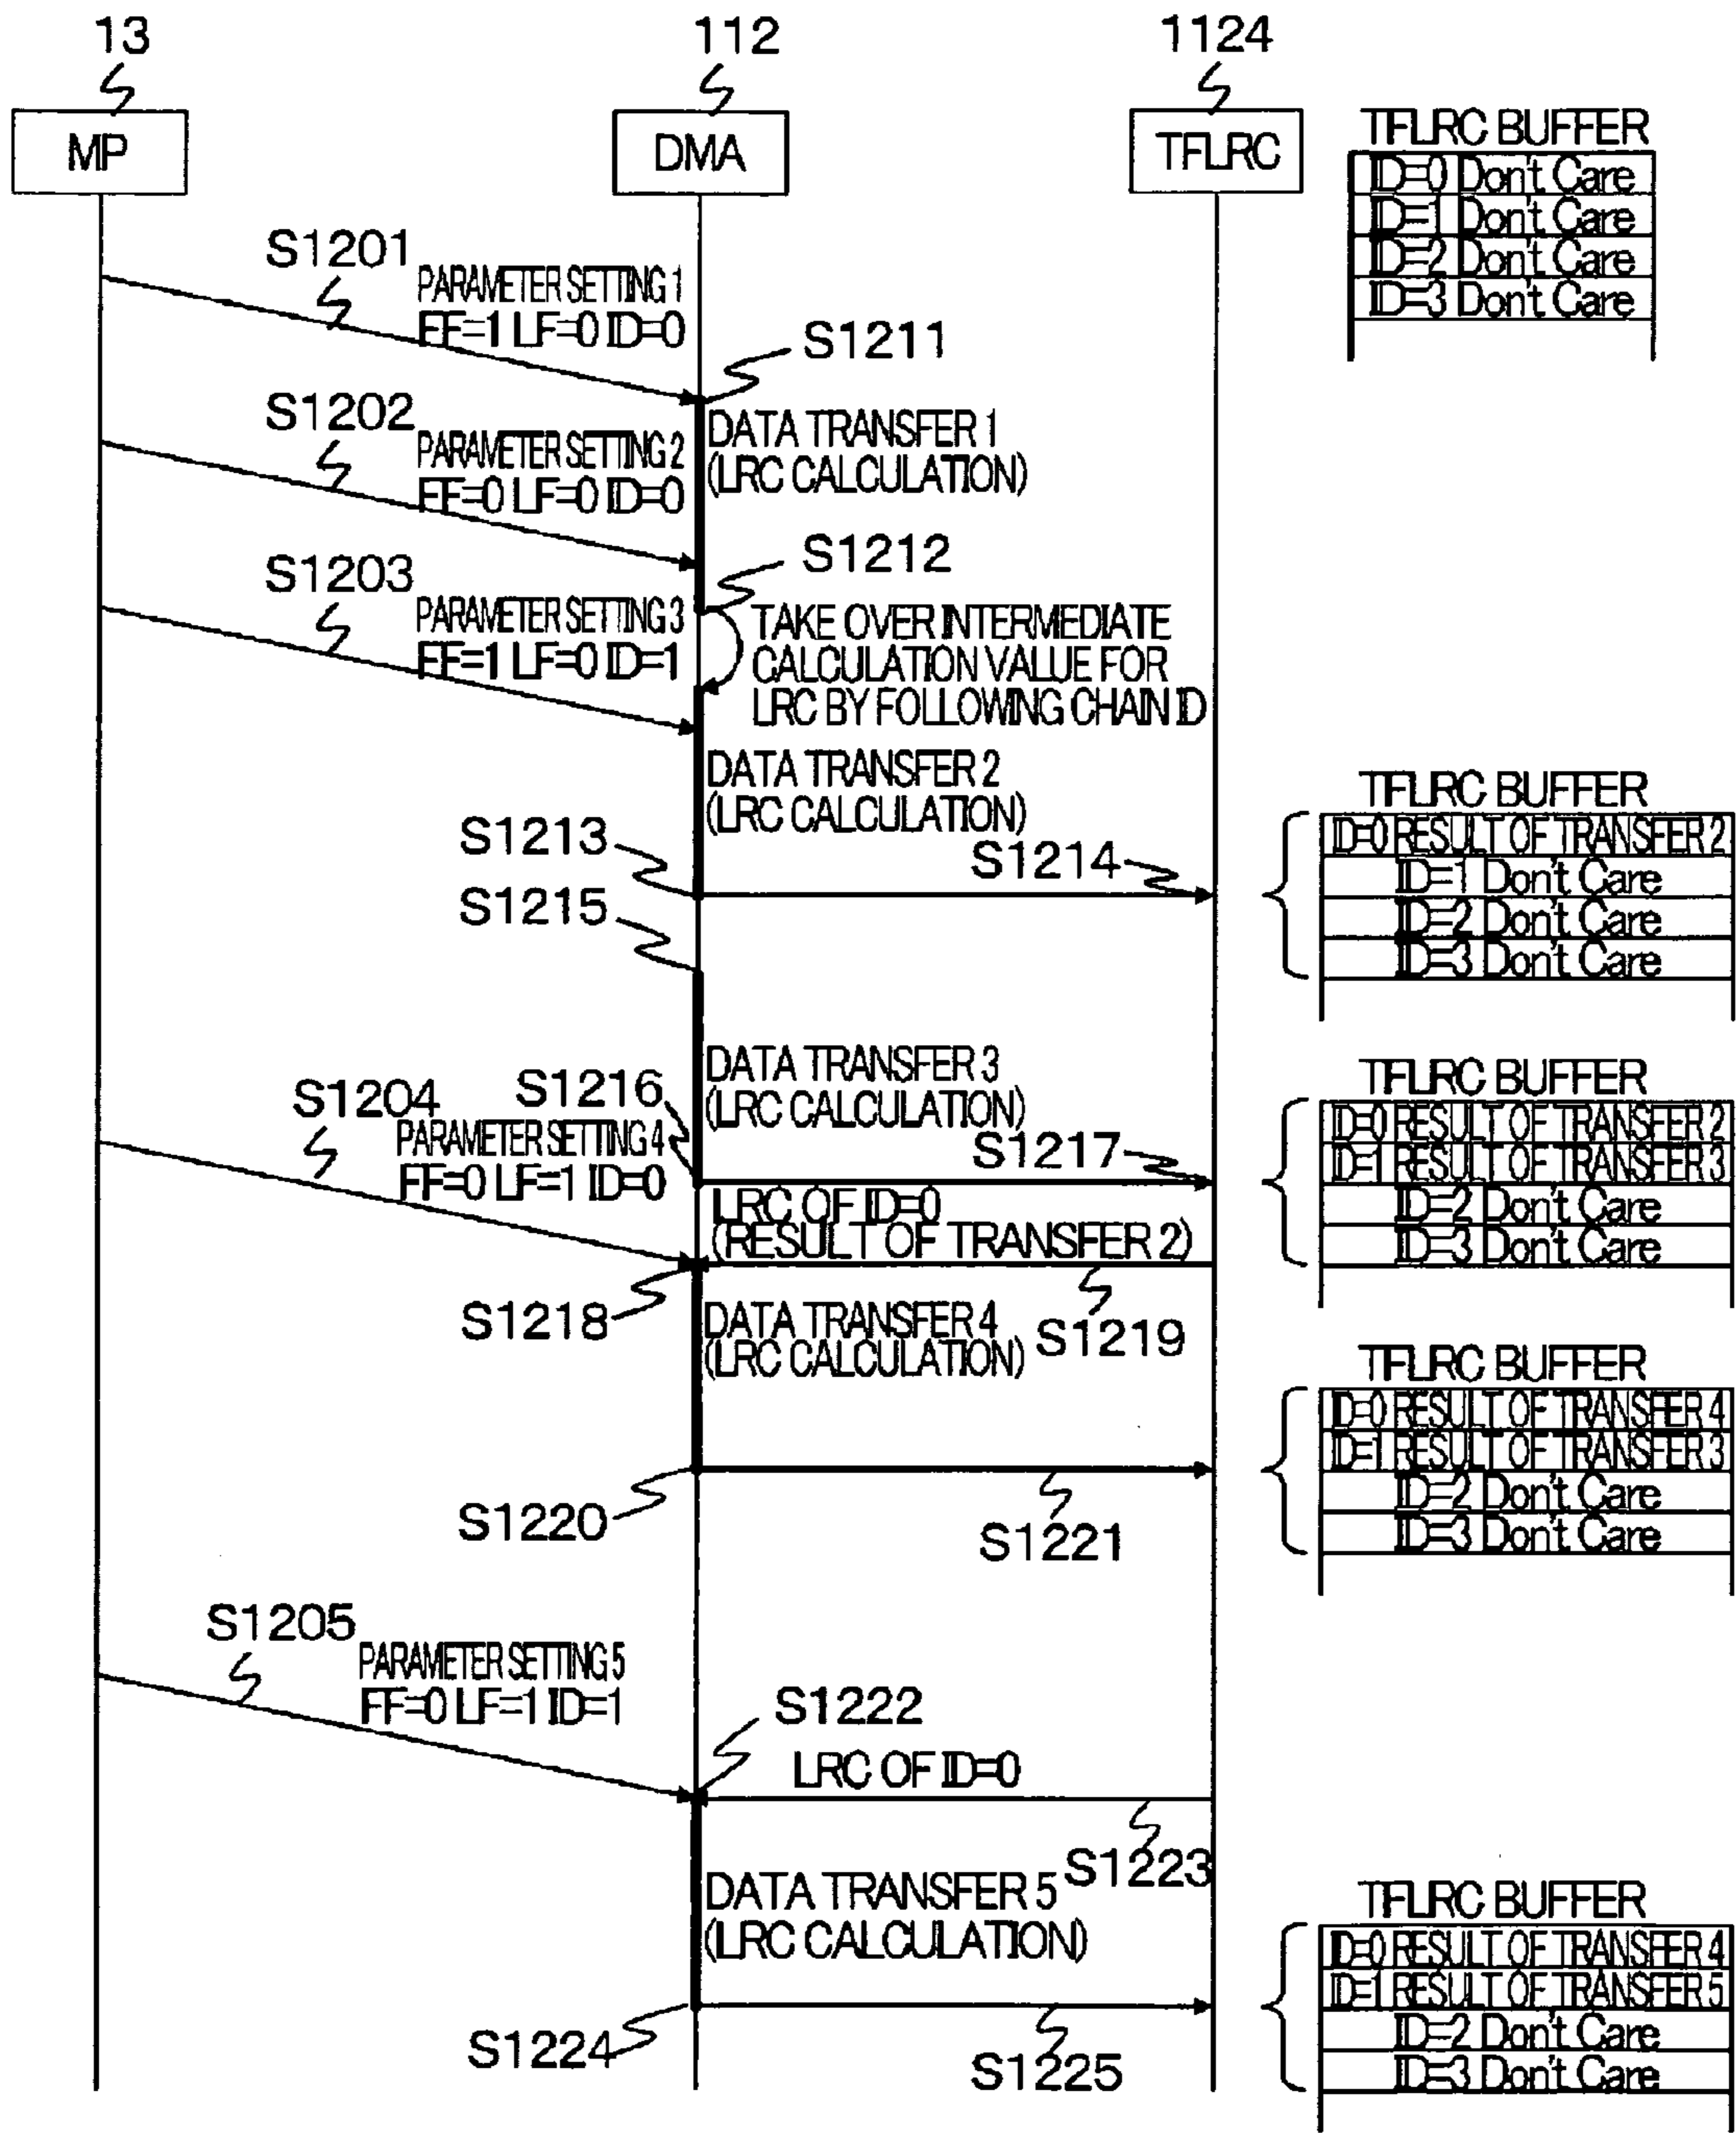 13
112
1124
MP
DMA
TFLRC
TFLRC BUFFER
ID=0 Don't Care
ID=1 Don't Care
ID=2 Don't Care
ID=3 Don't Care
S1201
PARAMETER SETTING 1
FF=1 LF=0 ID=0
S1211
DATA TRANSFER 1
(LRC CALCULATION)
S1202
PARAMETER SETTING 2
FF=0 LF=0 ID=0
S1212
S1203
PARAMETER SETTING 3
FF=1 LF=0 ID=1
TAKE OVER INTERMEDIATE
CALCULATION VALUE FOR
LRC BY FOLLOWING CHAIN ID
DATA TRANSFER 2
(LRC CALCULATION)
S1213
S1214
S1215
TFLRC BUFFER
ID=0 RESULT OF TRANSFER 2
ID=1 Don't Care
ID=2 Don't Care
ID=3 Don't Care
DATA TRANSFER 3
(LRC CALCULATION)
S1216
S1204
PARAMETER SETTING 4
FF=0 LF=1 ID=0
S1217
TFLRC BUFFER
ID=0 RESULT OF TRANSFER 2
ID=1 RESULT OF TRANSFER 3
ID=2 Don't Care
ID=3 Don't Care
LRC OF ID=0
(RESULT OF TRANSFER 2)
S1218
DATA TRANSFER 4
(LRC CALCULATION)
S1219
TFLRC BUFFER
ID=0 RESULT OF TRANSFER 4
ID=1 RESULT OF TRANSFER 3
ID=2 Don't Care
ID=3 Don't Care
S1220
S1221
S1205
PARAMETER SETTING 5
FF=0 LF=1 ID=1
S1222
LRC OF ID=0
S1223
DATA TRANSFER 5
(LRC CALCULATION)
TFLRC BUFFER
ID=0 RESULT OF TRANSFER 4
ID=1 RESULT OF TRANSFER 5
ID=2 Don't Care
ID=3 Don't Care
S1224
S1225